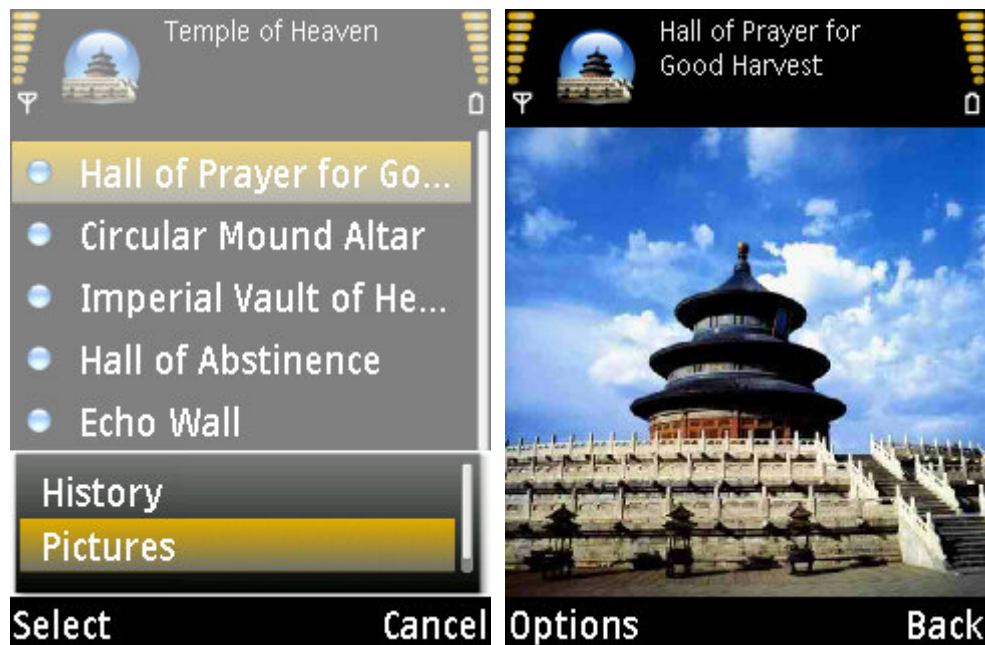 Temple of Heaven
Hall of Prayer for Go...
Circular Mound Altar
Imperial Vault of He...
Hall of Abstinence
Echo Wall
History
Pictures
Select Cancel
Hall of Prayer for
Good Harvest
Options Back